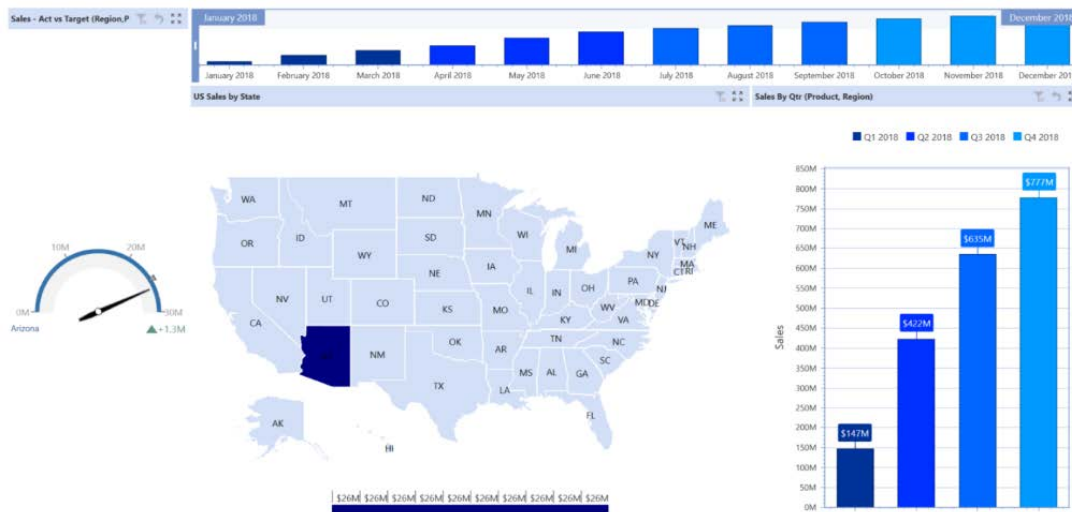 Sales - Act vs Target (Region,P
January 2018
December 2018
January 2018 February 2018 March 2018 April 2018 May 2018 June 2018 July 2018 August 2018 September 2018 October 2018 November 2018 December 201
US Sales by State
Sales By Qtr (Product, Region)
Q1 2018 Q2 2018 Q3 2018 Q4 2018
0M 10M 20M 30M
Arizona
+1.3M
WA MT ND MN ME
OR ID WY SD WI MI NY VT NH
MA
CT RI
NV UT CO NE IA IL IN OH PA NJ
MD DE
CA KS MO KY WV VA
NM OK AR TN NC
SC
TX LA MS AL GA
FL
AK
HI
$26M $26M $26M $26M $26M $26M $26M $26M $26M $26M
Sales
850M
800M
750M
700M
650M
600M
550M
500M
450M
400M
350M
300M
250M
200M
150M
100M
50M
0M
$147M
$422M
$635M
$777M